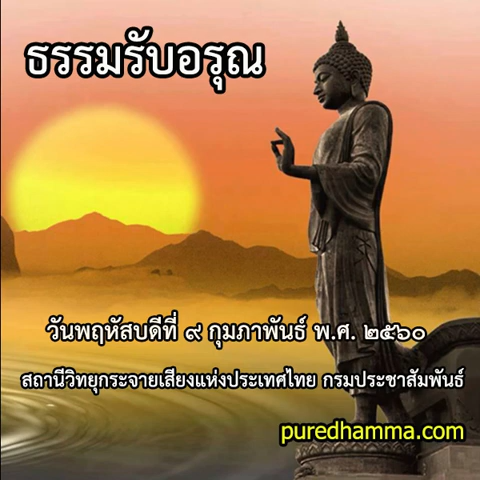 ธรรมรับอรุณ
วันพฤหัสบดีที่ ๙ กุมภาพันธ์ พ.ศ. ๒๕๖๐
สถานีวิทยุกระจายเสียงแห่งประเทศไทย กรมประชาสัมพันธ์
puredhamma.com